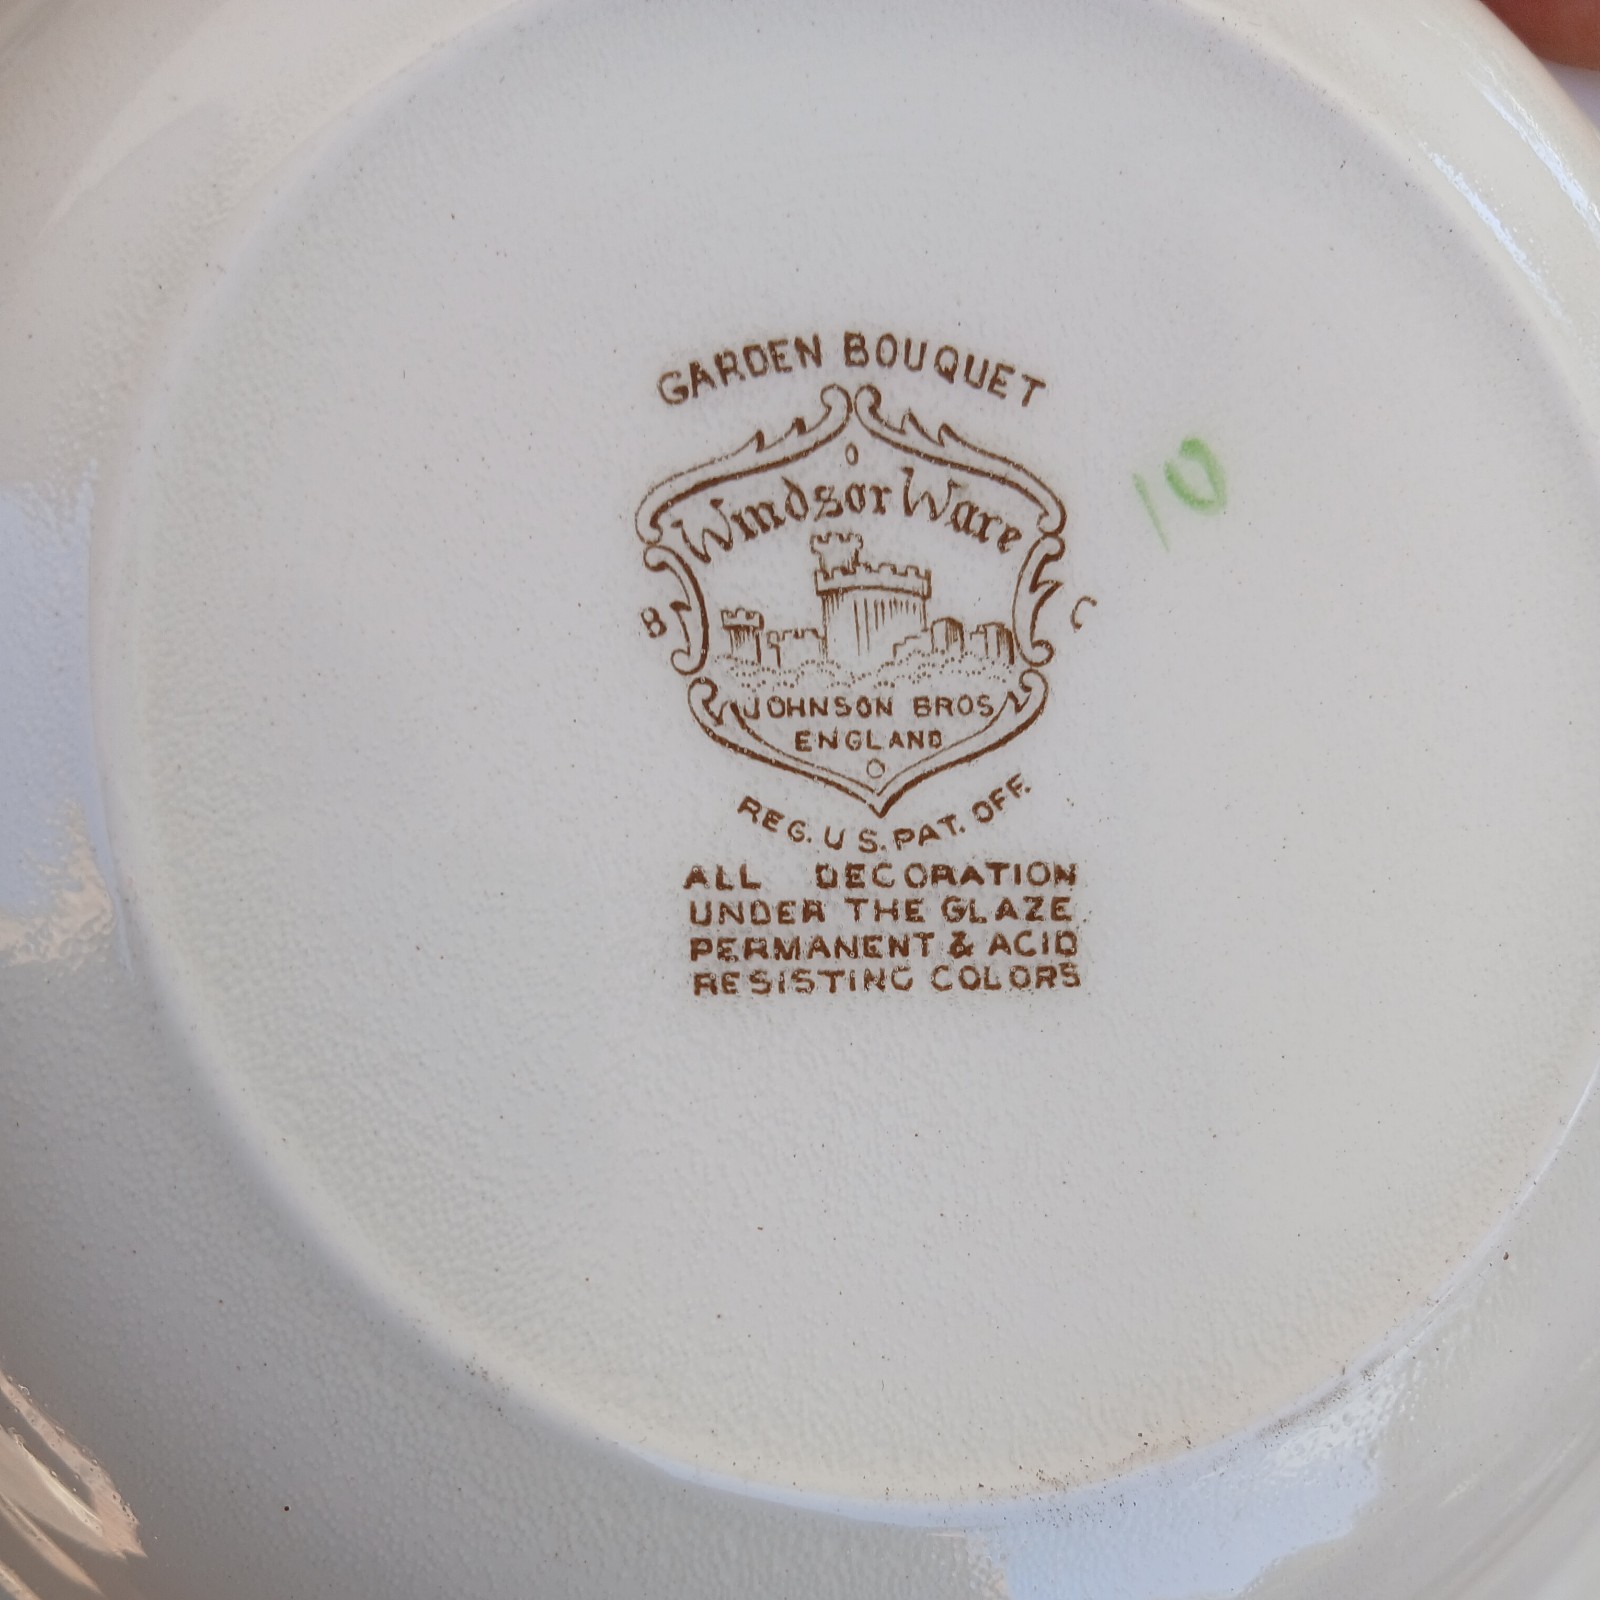 GARDEN BOUQUET
Windsor Ware
10
B C
JOHNSON BROS
ENGLAND
REG. U S. PAT. OFF.
ALL DECORATION
UNDER THE GLAZE
PERMANENT & ACID
RESISTING COLORS